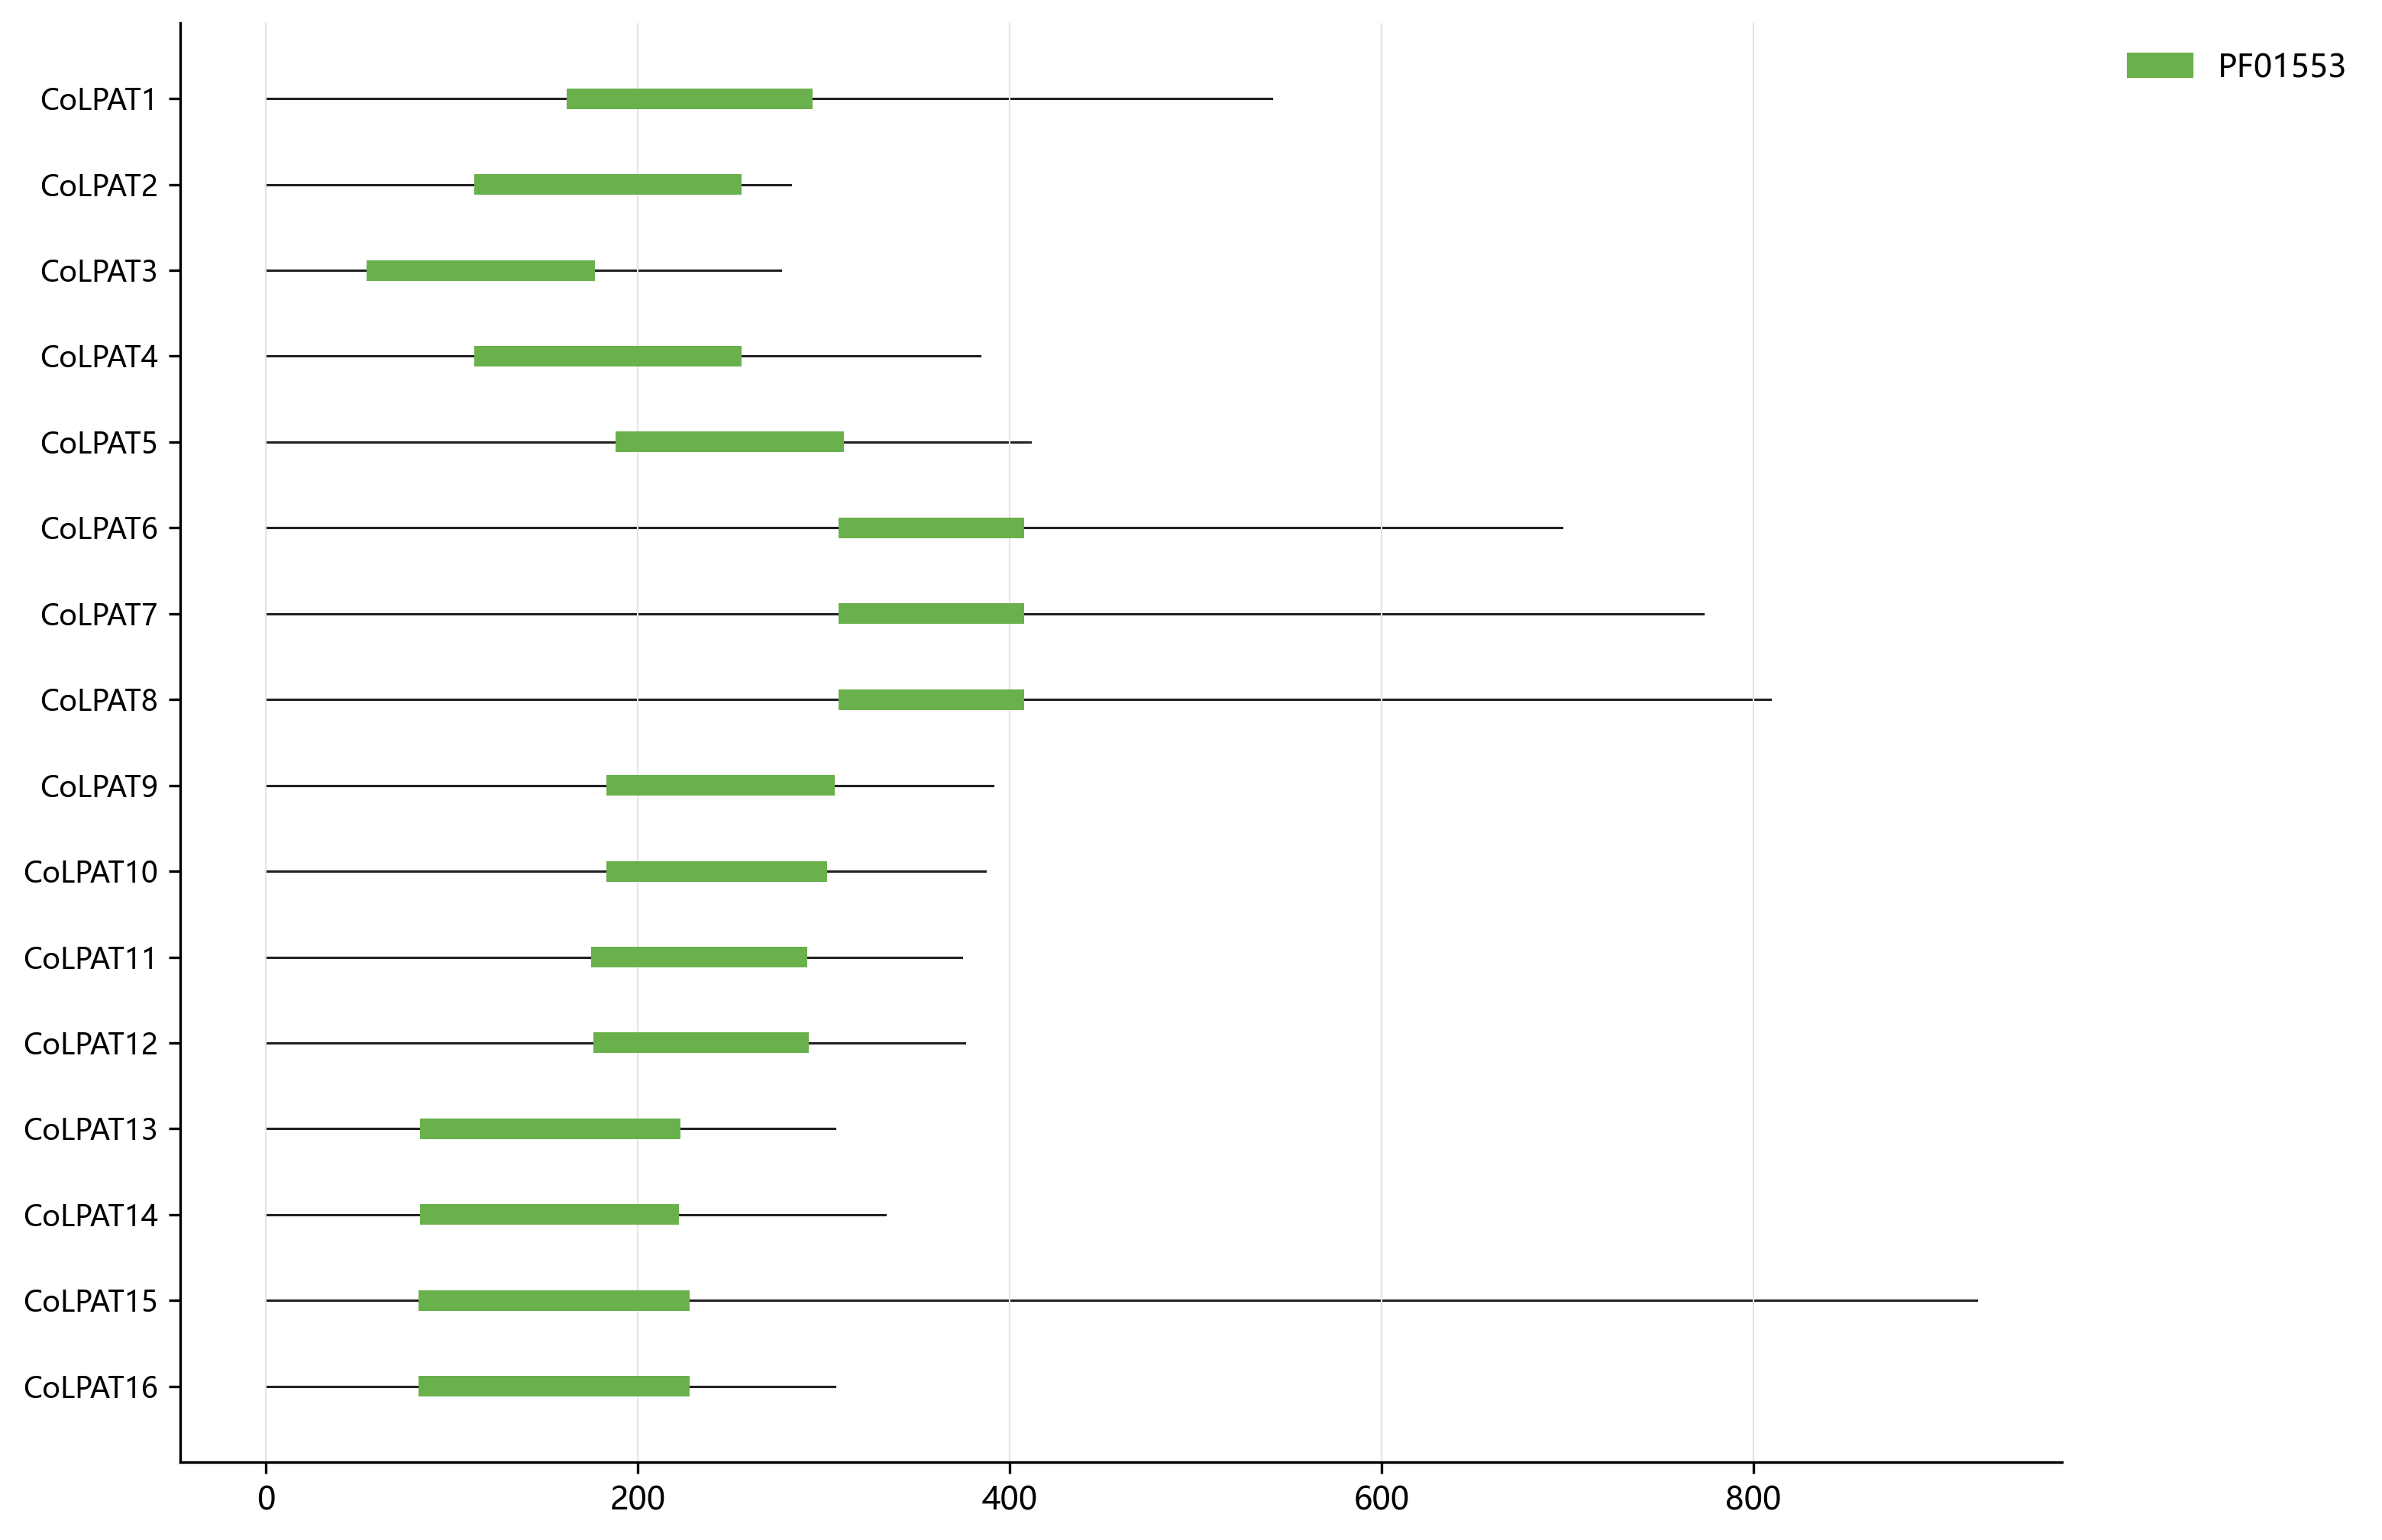 PF01553
CoLPAT1
CoLPAT2
CoLPAT3
CoLPAT4
CoLPAT5
CoLPAT6
CoLPAT7
CoLPAT8
CoLPAT9
CoLPAT10
CoLPAT11
CoLPAT12
CoLPAT13
CoLPAT14
CoLPAT15
CoLPAT16
0 200 400 600 800